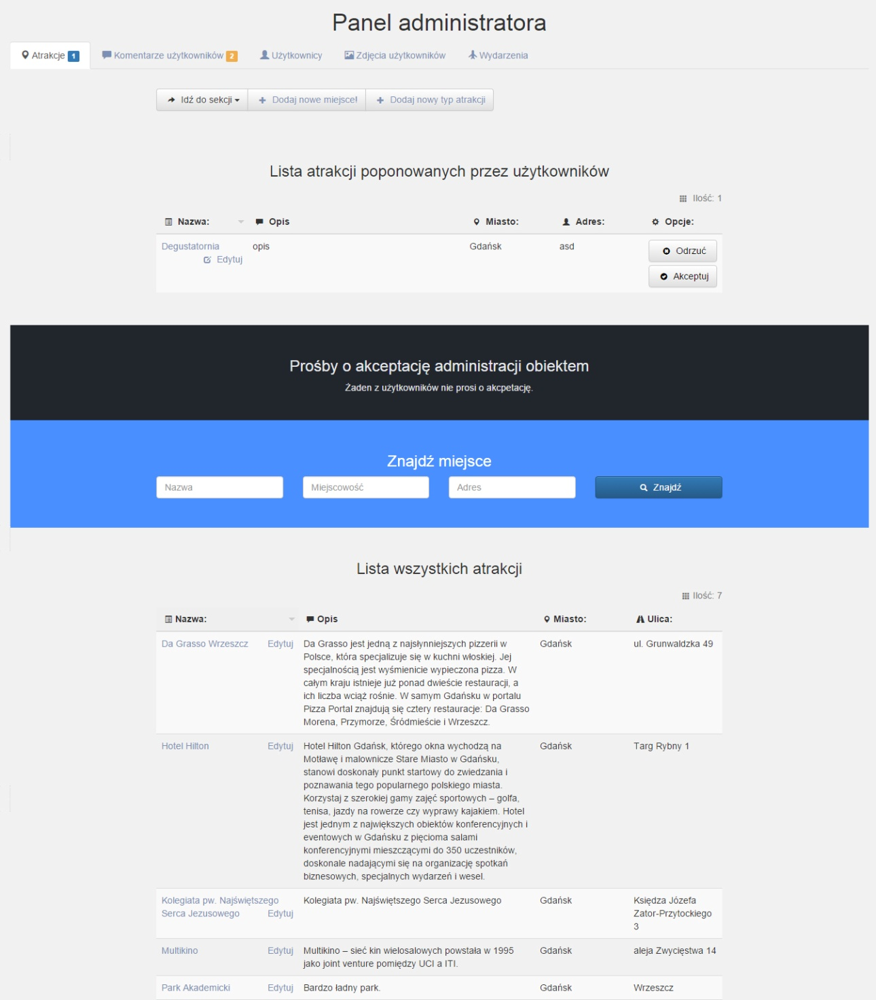 Panel administratora
Atrakcje 1 Komentarze użytkowników 2 Użytkownicy Zdjęcia użytkowników Wydarzenia
Idź do sekcji Dodaj nowe miejsce! Dodaj nowy typ atrakcji
Lista atrakcji poponowanych przez użytkowników
Ilość: 1
Nazwa: Opis Miasto: Adres: Opcje:
Degustatornia opis Gdańsk asd Odrzuć
Edytuj
Akceptuj
Prośby o akceptację administracji obiektem
Żaden z użytkowników nie prosi o akcpetację.
Znajdź miejsce
Nazwa Miejscowość Adres Znajdź
Lista wszystkich atrakcji
Ilość: 7
Nazwa: Opis Miasto: Ulica:
Da Grasso Wrzeszcz Edytuj Da Grasso jest jedną z najsłynniejszych pizzerii w Gdańsk ul. Grunwaldzka 49
Polsce, która specjalizuje się w kuchni włoskiej. Jej
specjalnością jest wyśmienicie wypieczona pizza. W
całym kraju istnieje już ponad dwieście restauracji, a
ich liczba wciąż rośnie. W samym Gdańsku w portalu
Pizza Portal znajdują się cztery restauracje: Da Grasso
Morena, Przymorze, Śródmieście i Wrzeszcz.
Hotel Hilton Edytuj Hotel Hilton Gdańsk, którego okna wychodzą na Gdańsk Targ Rybny 1
Motławę i malownicze Stare Miasto w Gdańsku,
stanowi doskonały punkt startowy do zwiedzania i
poznawania tego popularnego polskiego miasta.
Korzystaj z szerokiej gamy zajęć sportowych – golfa,
tenisa, jazdy na rowerze czy wyprawy kajakiem. Hotel
jest jednym z największych obiektów konferencyjnych i
eventowych w Gdańsku z pięcioma salami
konferencyjnymi mieszczącymi do 350 uczestników,
doskonale nadającymi się na organizację spotkań
biznesowych, specjalnych wydarzeń i wesel.
Kolegiata pw. Najświętszego Kolegiata pw. Najświętszego Serca Jezusowego Gdańsk Księdza Józefa
Serca Jezusowego Edytuj Zator-Przytockiego
3
Multikino Edytuj Multikino – sieć kin wielosalowych powstała w 1995 Gdańsk aleja Zwycięstwa 14
jako joint venture pomiędzy UCI a ITI.
Park Akademicki Edytuj Bardzo ładny park. Gdańsk Wrzeszcz